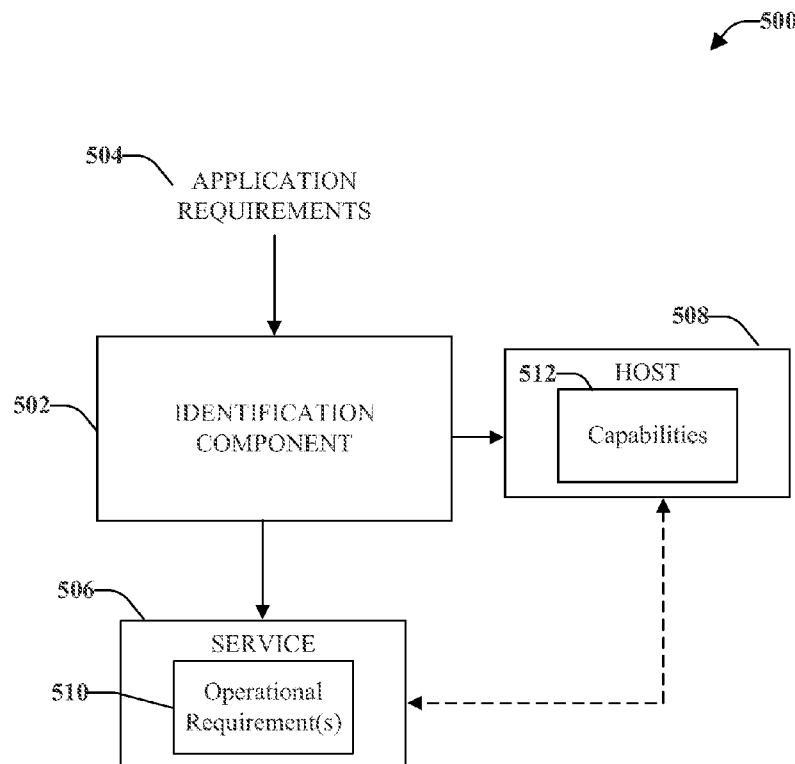 500
504
APPLICATION
REQUIREMENTS
508
512
HOST
502
IDENTIFICATION
COMPONENT
Capabilities
506
SERVICE
510
Operational
Requirement(s)